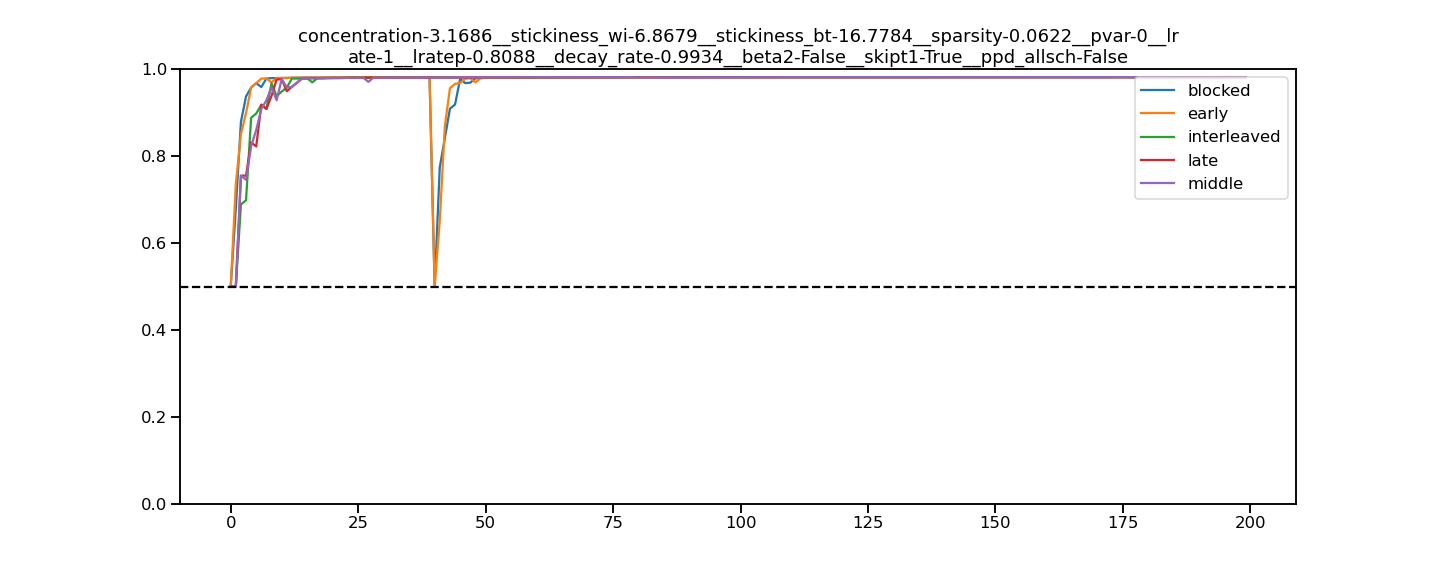 concentration-3.1686__stickiness_wi-6.8679__stickiness_bt-16.7784__sparsity-0.0622__pvar-0__lr
ate-1__lratep-0.8088__decay_rate-0.9934__beta2-False__skipt1-True__ppd_allsch-False
1.0
0.8
0.6
0.4
0.2
0.0
blocked
early
interleaved
late
middle
0 25 50 75 100 125 150 175 200